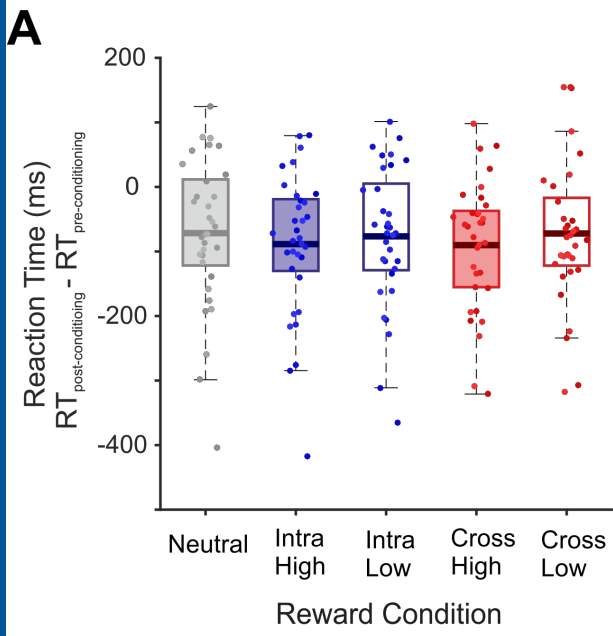 A
200
0
-200
-400
Reaction Time (ms)
RTpost-conditioing - RTpre-conditioning
Neutral
Intra High
Intra Low
Cross High
Cross Low
Reward Condition